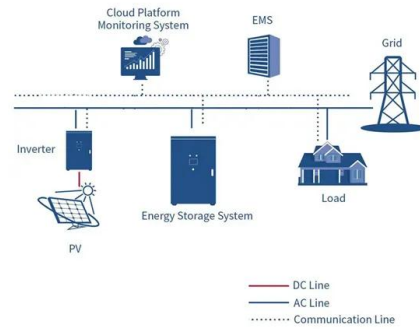 Cloud Platform
Monitoring System
EMS
Grid
Inverter
Energy Storage System
Load
PV
DC Line
AC Line
Communication Line